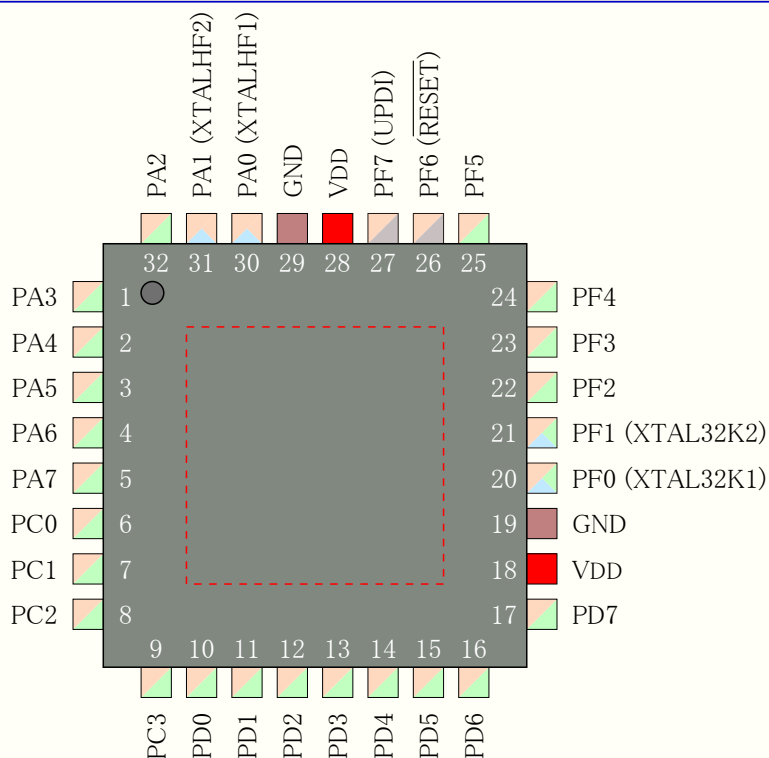 PA2
PA1 (XTALHF2)
PA0 (XTALHF1)
GND
VDD
PF7 (UPDI)
PF6 (RESET)
PF5
32 31 30 29 28 27 26 25
PA3 1 24 PF4
PA4 2 23 PF3
PA5 3 22 PF2
PA6 4 21 PF1 (XTAL32K2)
PA7 5 20 PF0 (XTAL32K1)
PC0 6 19 GND
PC1 7 18 VDD
PC2 8 17 PD7
9 10 11 12 13 14 15 16
PC3
PD0
PD1
PD2
PD3
PD4
PD5
PD6